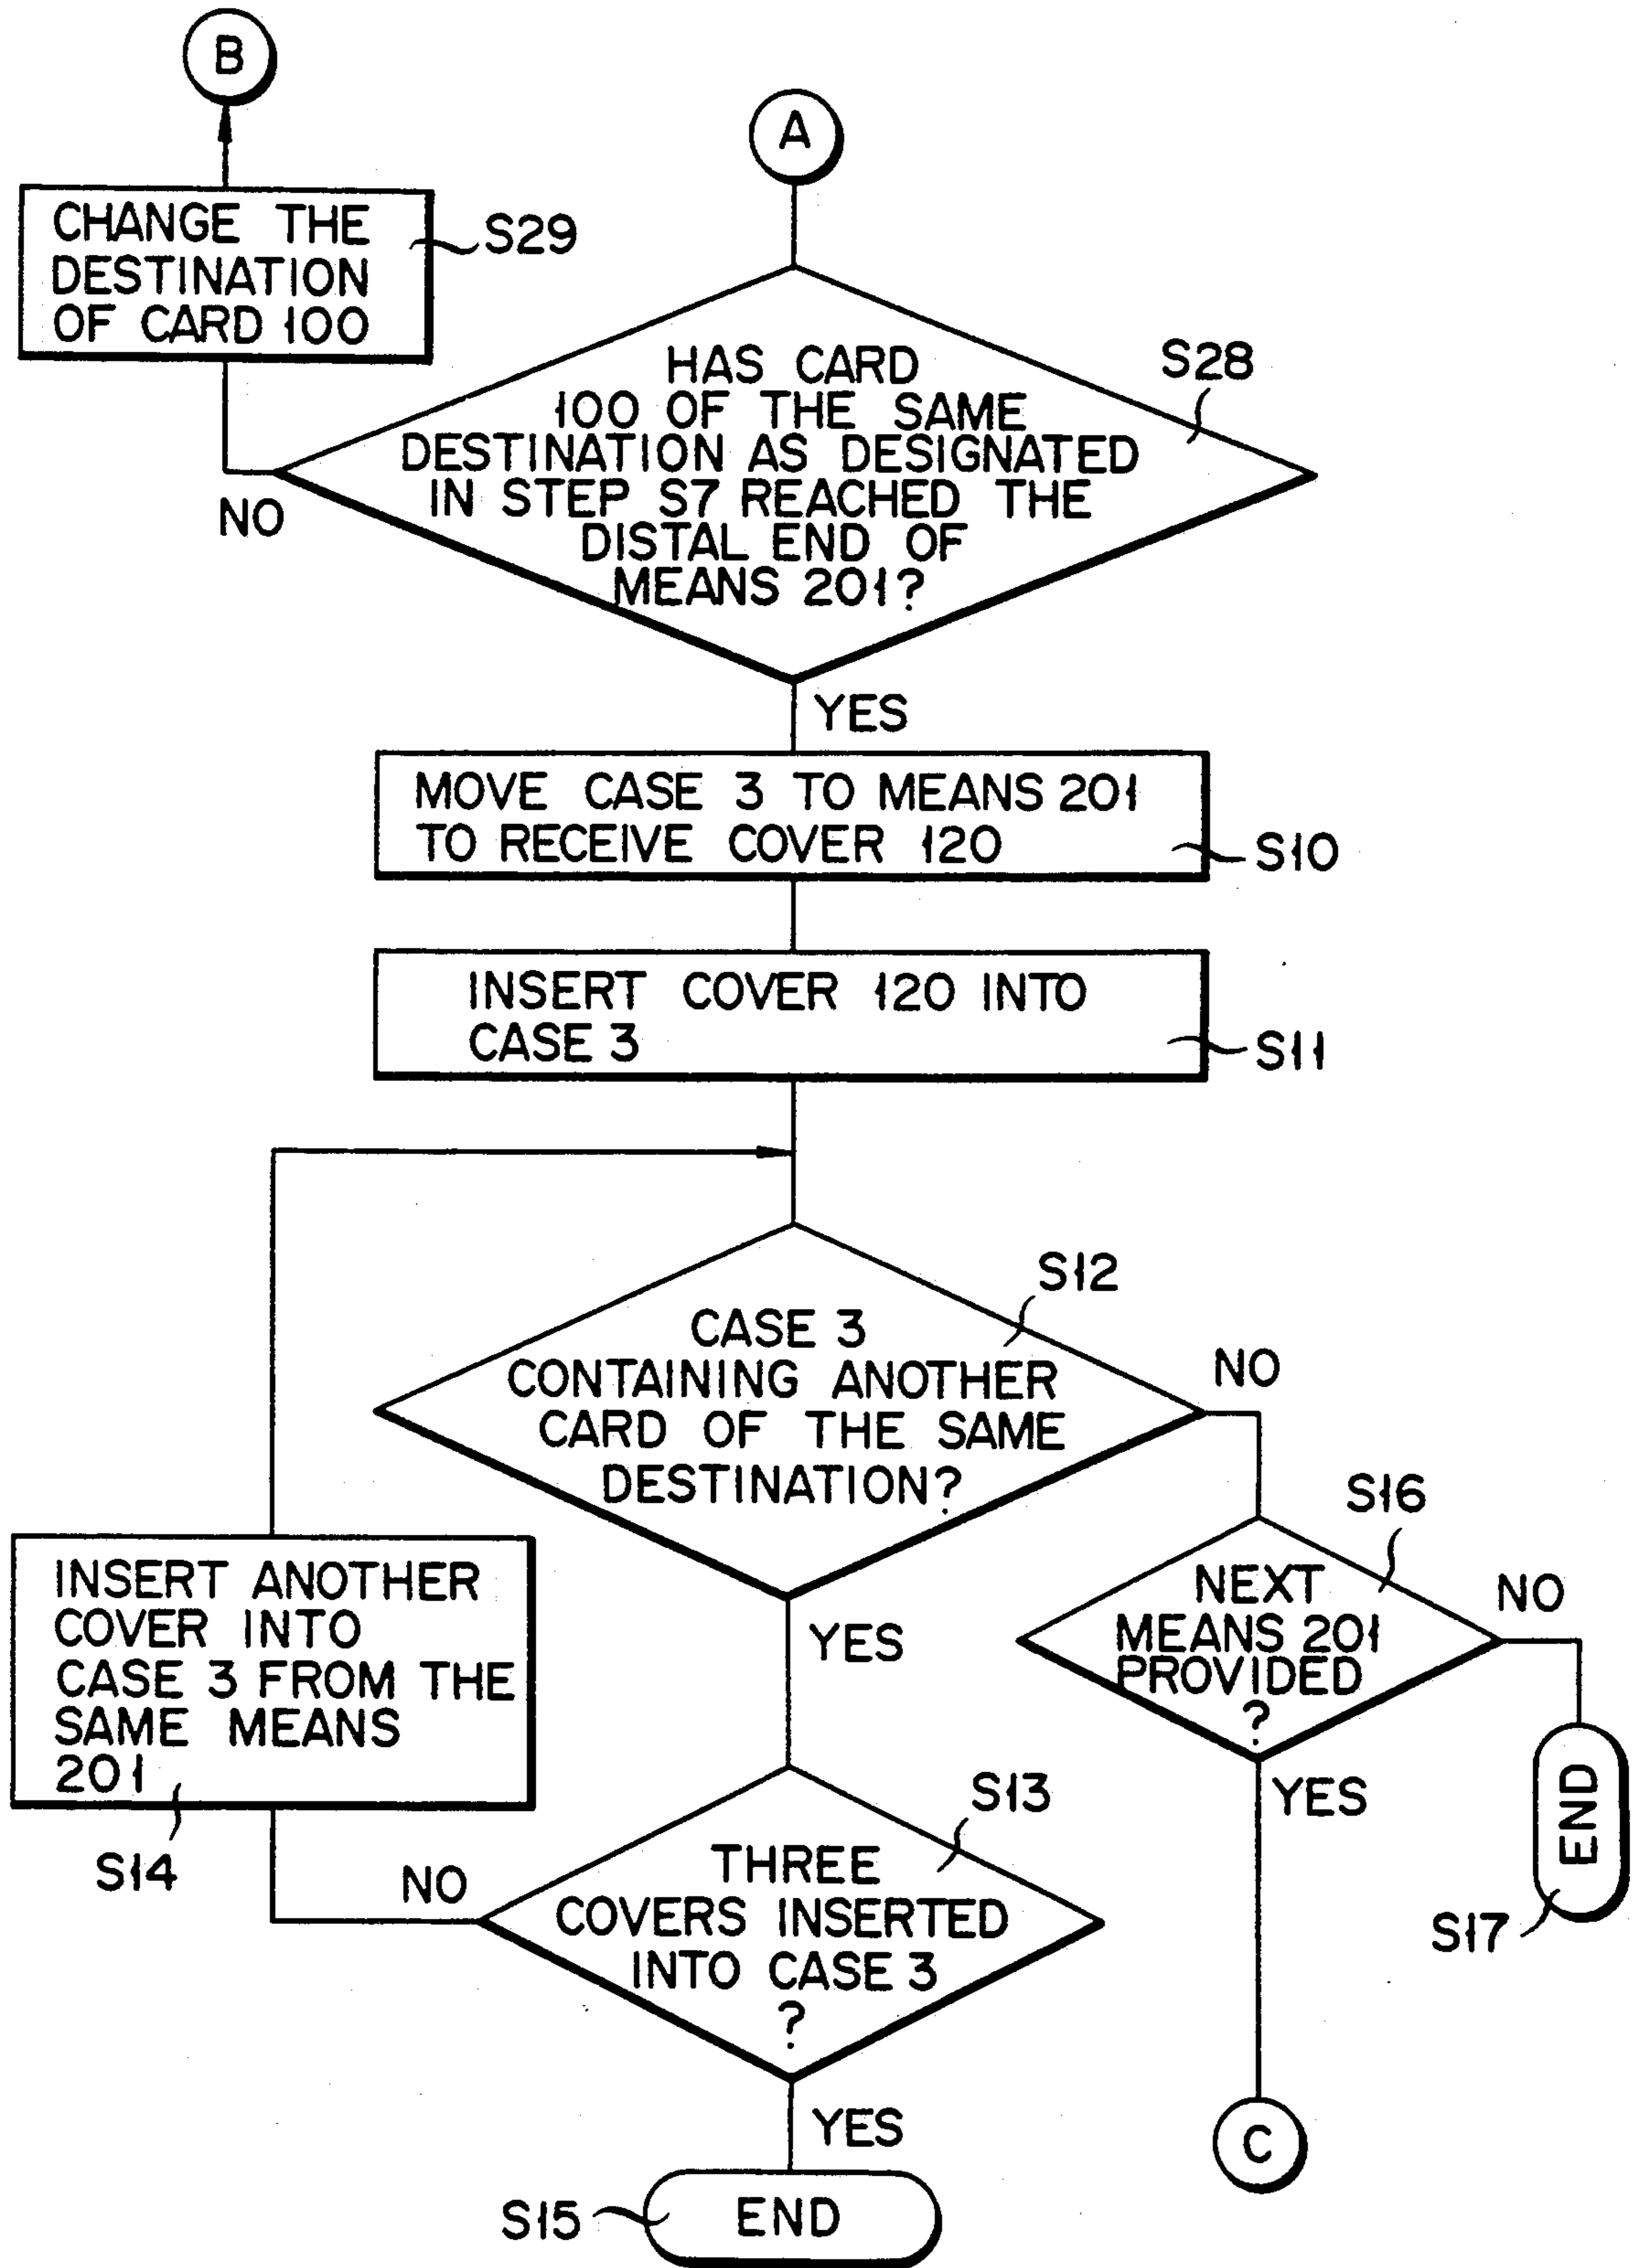 B
A
CHANGE THE
DESTINATION
OF CARD 100
S29
HAS CARD
100 OF THE SAME
DESTINATION AS DESIGNATED
IN STEP S7 REACHED THE
DISTAL END OF
MEANS 201?
S28
NO
YES
MOVE CASE 3 TO MEANS 201
TO RECEIVE COVER 120
S10
INSERT COVER 120 INTO
CASE 3
S11
CASE 3
CONTAINING ANOTHER
CARD OF THE SAME
DESTINATION?
S12
NO
YES
NEXT
MEANS 201
PROVIDED
?
S16
NO
YES
END
S17
C
INSERT ANOTHER
COVER INTO
CASE 3 FROM THE
SAME MEANS
201
S14
THREE
COVERS INSERTED
INTO CASE 3
?
S13
NO
YES
END
S15